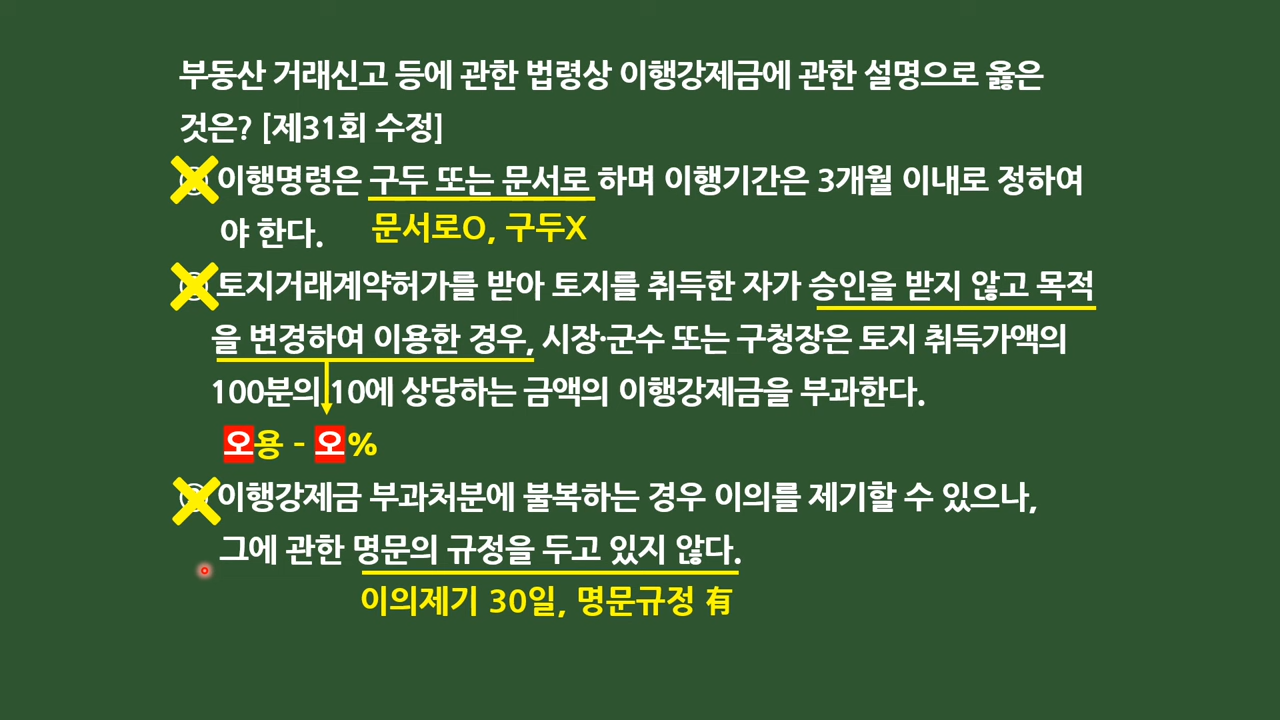 부동산 거래신고 등에 관한 법령상 이행강제금에 관한 설명으로 옳은
것은? [제31회 수정]
이행명령은 구두 또는 문서로 하며 이행기간은 3개월 이내로 정하여
야 한다.
문서로O, 구두X
토지거래계약허가를 받아 토지를 취득한 자가 승인을 받지 않고 목적
을 변경하여 이용한 경우, 시장·군수 또는 구청장은 토지 취득가액의
100분의 10에 상당하는 금액의 이행강제금을 부과한다.
오용 - 오%
이행강제금 부과처분에 불복하는 경우 이의를 제기할 수 있으나,
그에 관한 명문의 규정을 두고 있지 않다.
이의제기 30일, 명문규정 有